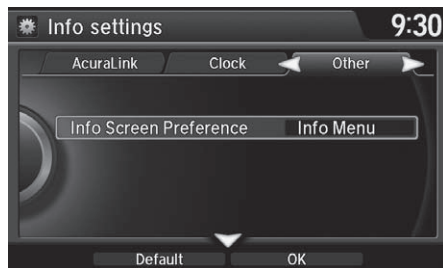 Info settings 9:30
AcuraLink Clock Other
Info Screen Preference Info Menu
Default OK